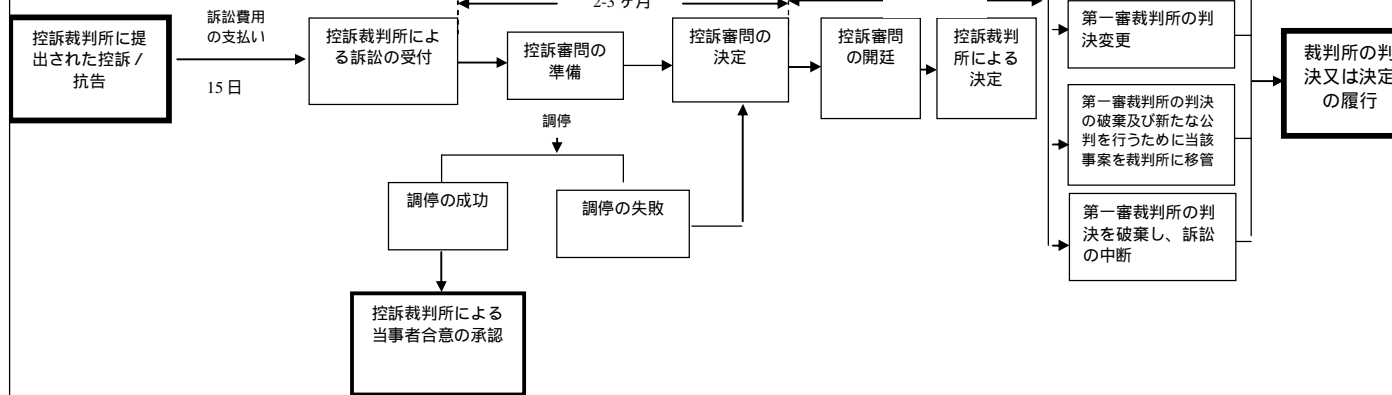 2-3 ヶ月
訴訟費用
の支払い
15 日
控訴裁判所に提
出された控訴 /
抗告
控訴裁判所によ
る訴訟の受付
控訴審問の
準備
控訴審問の
決定
控訴審問
の開廷
控訴裁判
所による
決定
第一審裁判所の判
決変更
第一審裁判所の判決
の破棄及び新たな公
判を行うために当該
事案を裁判所に移管
第一審裁判所の判
決を破棄し、訴訟
の中断
裁判所の判
決又は決定
の履行
調停
調停の成功
調停の失敗
控訴裁判所による
当事者合意の承認